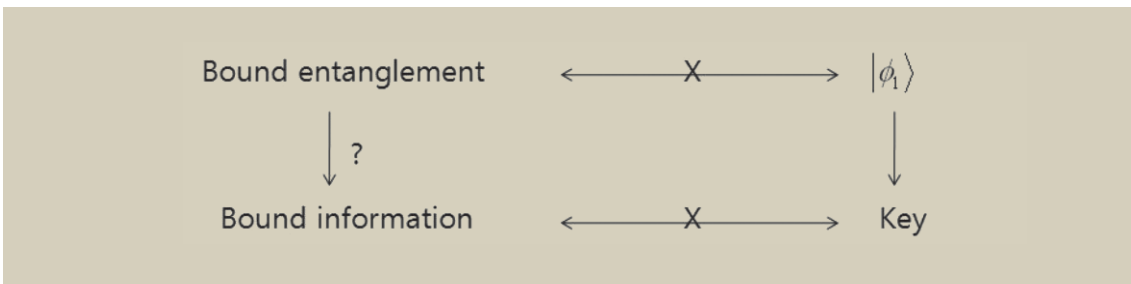 Bound entanglement X |ϕ₁⟩
?
Bound information X Key